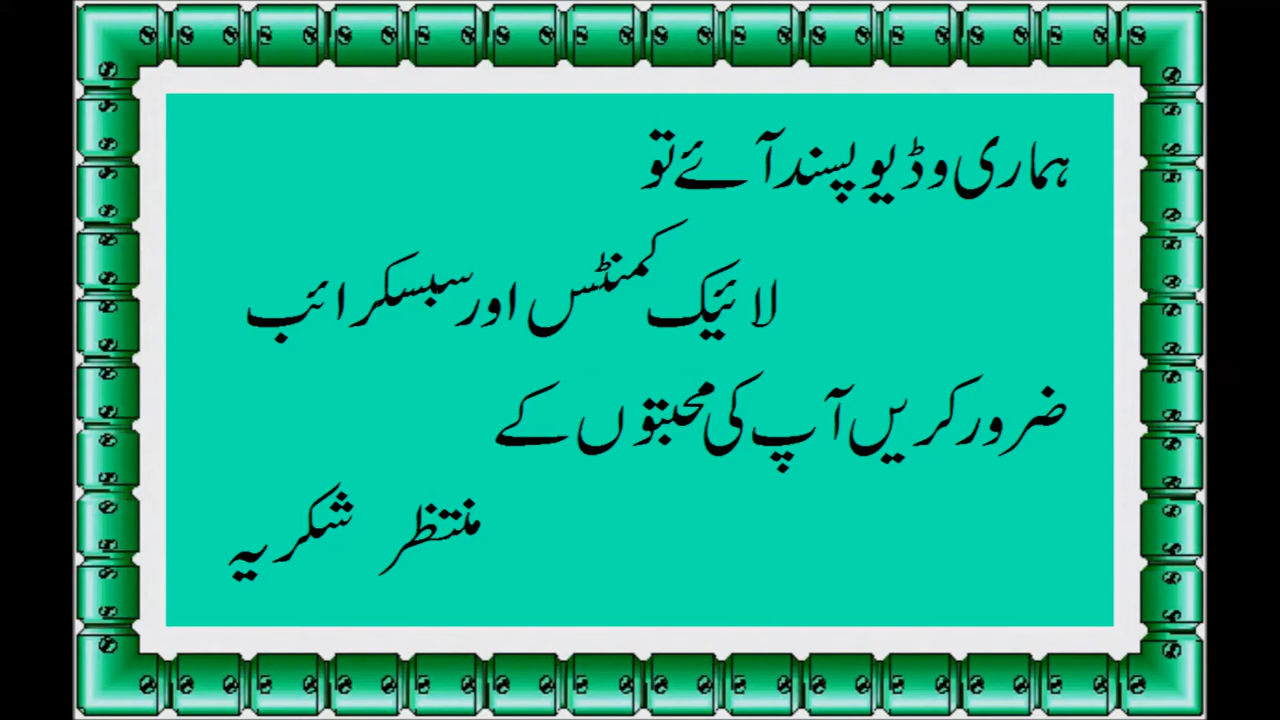 ہماری وڈیو پسند آئے تو
لائیک کمنٹس اور سبسکرائب
ضرور کریں آپ کی محبتوں کے
منتظر شکریہ